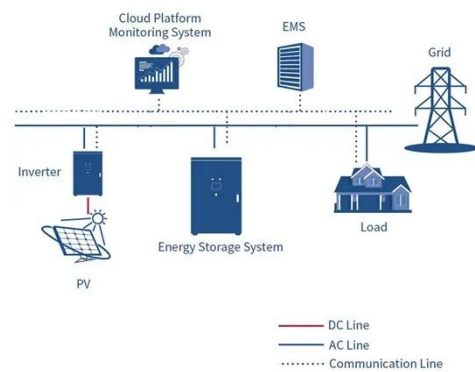 Cloud Platform
Monitoring System
EMS
Grid
Inverter
Energy Storage System
Load
PV
DC Line
AC Line
Communication Line